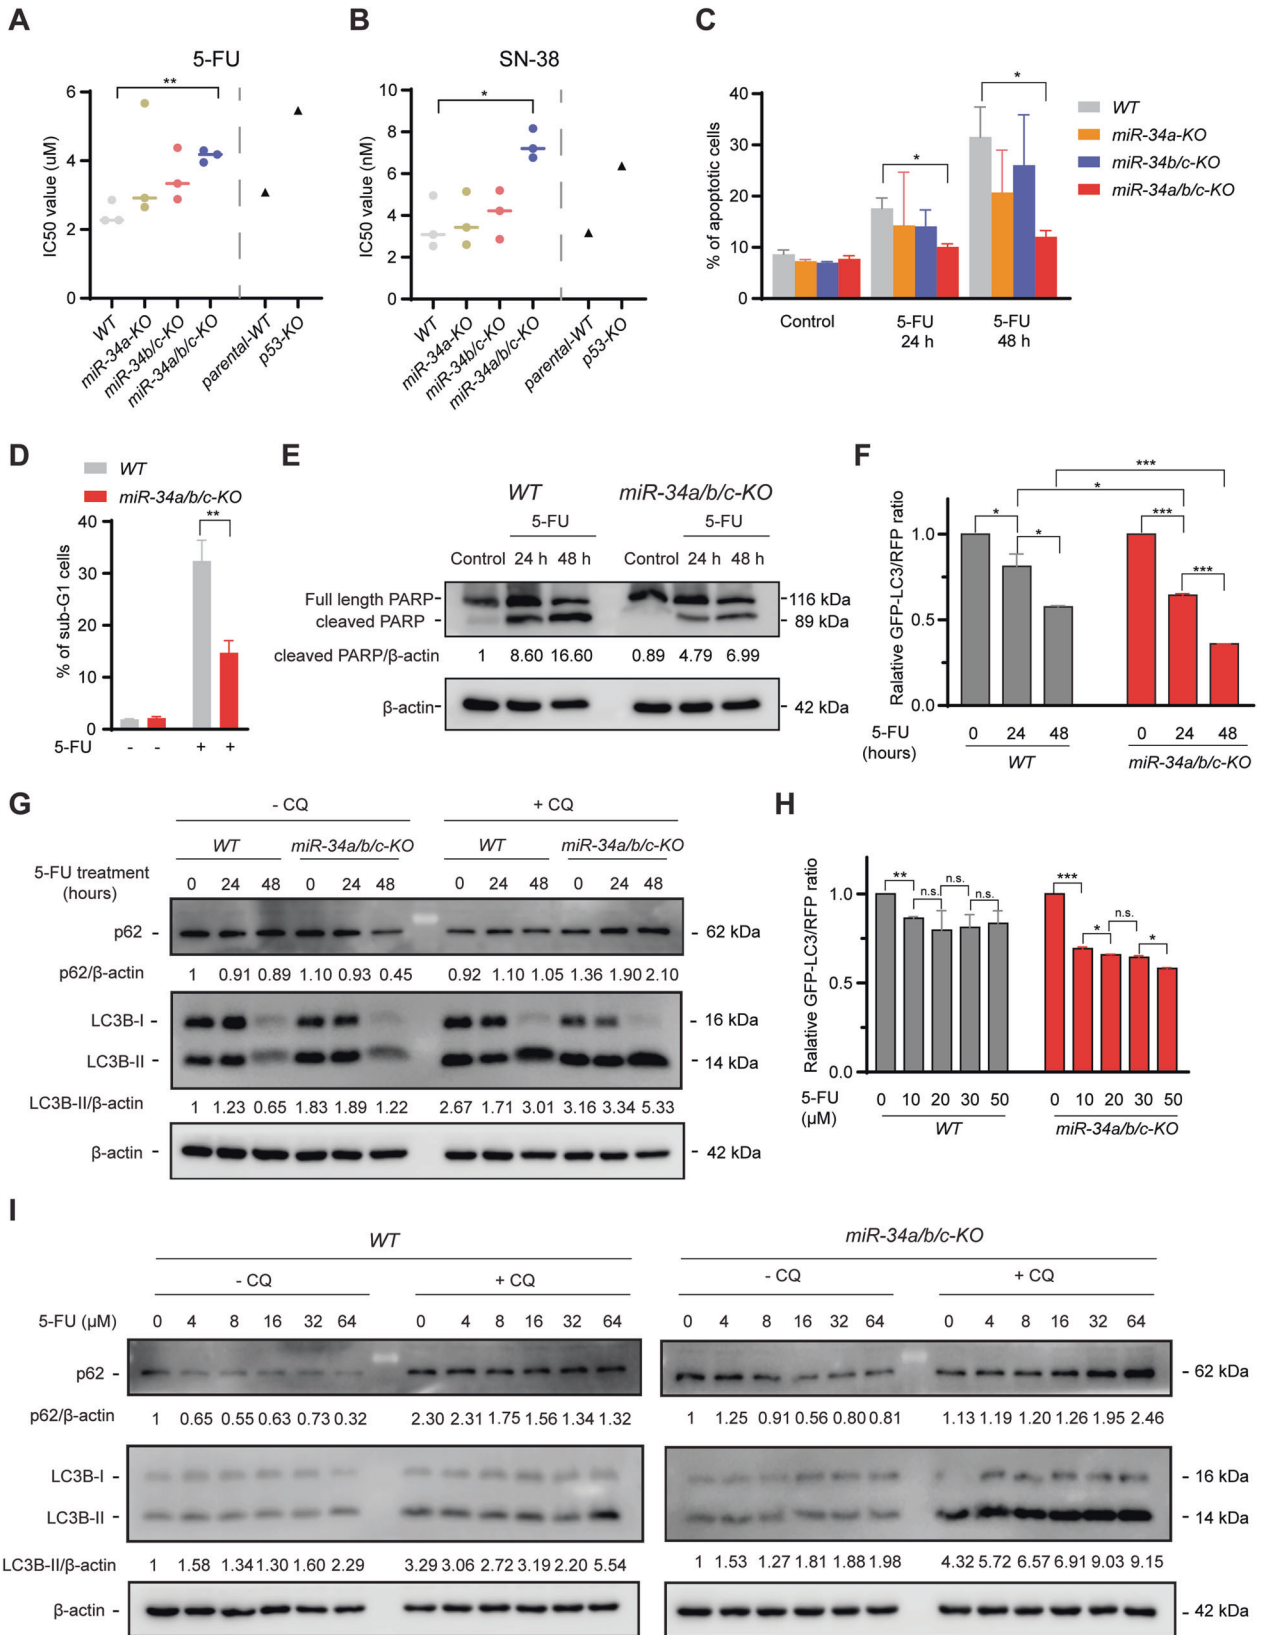 A
5-FU
**
IC50 value (uM)
6
4
2
0
WT
miR-34a-KO
miR-34b/c-KO
miR-34a/b/c-KO
parental-WT
p53-KO
B
SN-38
*
IC50 value (nM)
10
8
6
4
2
0
WT
miR-34a-KO
miR-34b/c-KO
miR-34a/b/c-KO
parental-WT
p53-KO
C
% of apoptotic cells
40
30
20
10
0
*
*
Control
5-FU 24 h
5-FU 48 h
WT
miR-34a-KO
miR-34b/c-KO
miR-34a/b/c-KO
D
WT
miR-34a/b/c-KO
% of sub-G1 cells
40
30
20
10
0
**
5-FU - - + +
E
WT miR-34a/b/c-KO
5-FU 5-FU
Control 24 h 48 h Control 24 h 48 h
Full length PARP- -116 kDa
cleaved PARP - - 89 kDa
cleaved PARP/β-actin 1 8.60 16.60 0.89 4.79 6.99
β-actin- - 42 kDa
F
***
*
* ***
* ***
Ralative GFP-LC3/RFP ratio
1.0
0.5
0.0
5-FU (hours) 0 24 48 0 24 48
WT miR-34a/b/c-KO
G
- CQ + CQ
WT miR-34a/b/c-KO WT miR-34a/b/c-KO
5-FU treatment (hours) 0 24 48 0 24 48 0 24 48 0 24 48
p62 - - 62 kDa
p62/β-actin 1 0.91 0.89 1.10 0.93 0.45 0.92 1.10 1.05 1.36 1.90 2.10
LC3B-I - - 16 kDa
LC3B-II - - 14 kDa
LC3B-II/β-actin 1 1.23 0.65 1.83 1.89 1.22 2.67 1.71 3.01 3.16 3.34 5.33
β-actin - - 42 kDa
H
Ralative GFP-LC3/RFP ratio
1.0
0.5
0.0
** n.s. n.s. n.s. *** * n.s. *
5-FU (μM) 0 10 20 30 50 0 10 20 30 50
WT miR-34a/b/c-KO
I
WT miR-34a/b/c-KO
- CQ + CQ - CQ + CQ
5-FU (μM) 0 4 8 16 32 64 0 4 8 16 32 64 0 4 8 16 32 64 0 4 8 16 32 64
p62 - - 62 kDa
p62/β-actin 1 0.65 0.55 0.63 0.73 0.32 2.30 2.31 1.75 1.56 1.34 1.32 1 1.25 0.91 0.56 0.80 0.81 1.13 1.19 1.20 1.26 1.95 2.46
LC3B-I - - 16 kDa
LC3B-II - - 14 kDa
LC3B-II/β-actin 1 1.58 1.34 1.30 1.60 2.29 3.29 3.06 2.72 3.19 2.20 5.54 1 1.53 1.27 1.81 1.88 1.98 4.32 5.72 6.57 6.91 9.03 9.15
β-actin - - 42 kDa